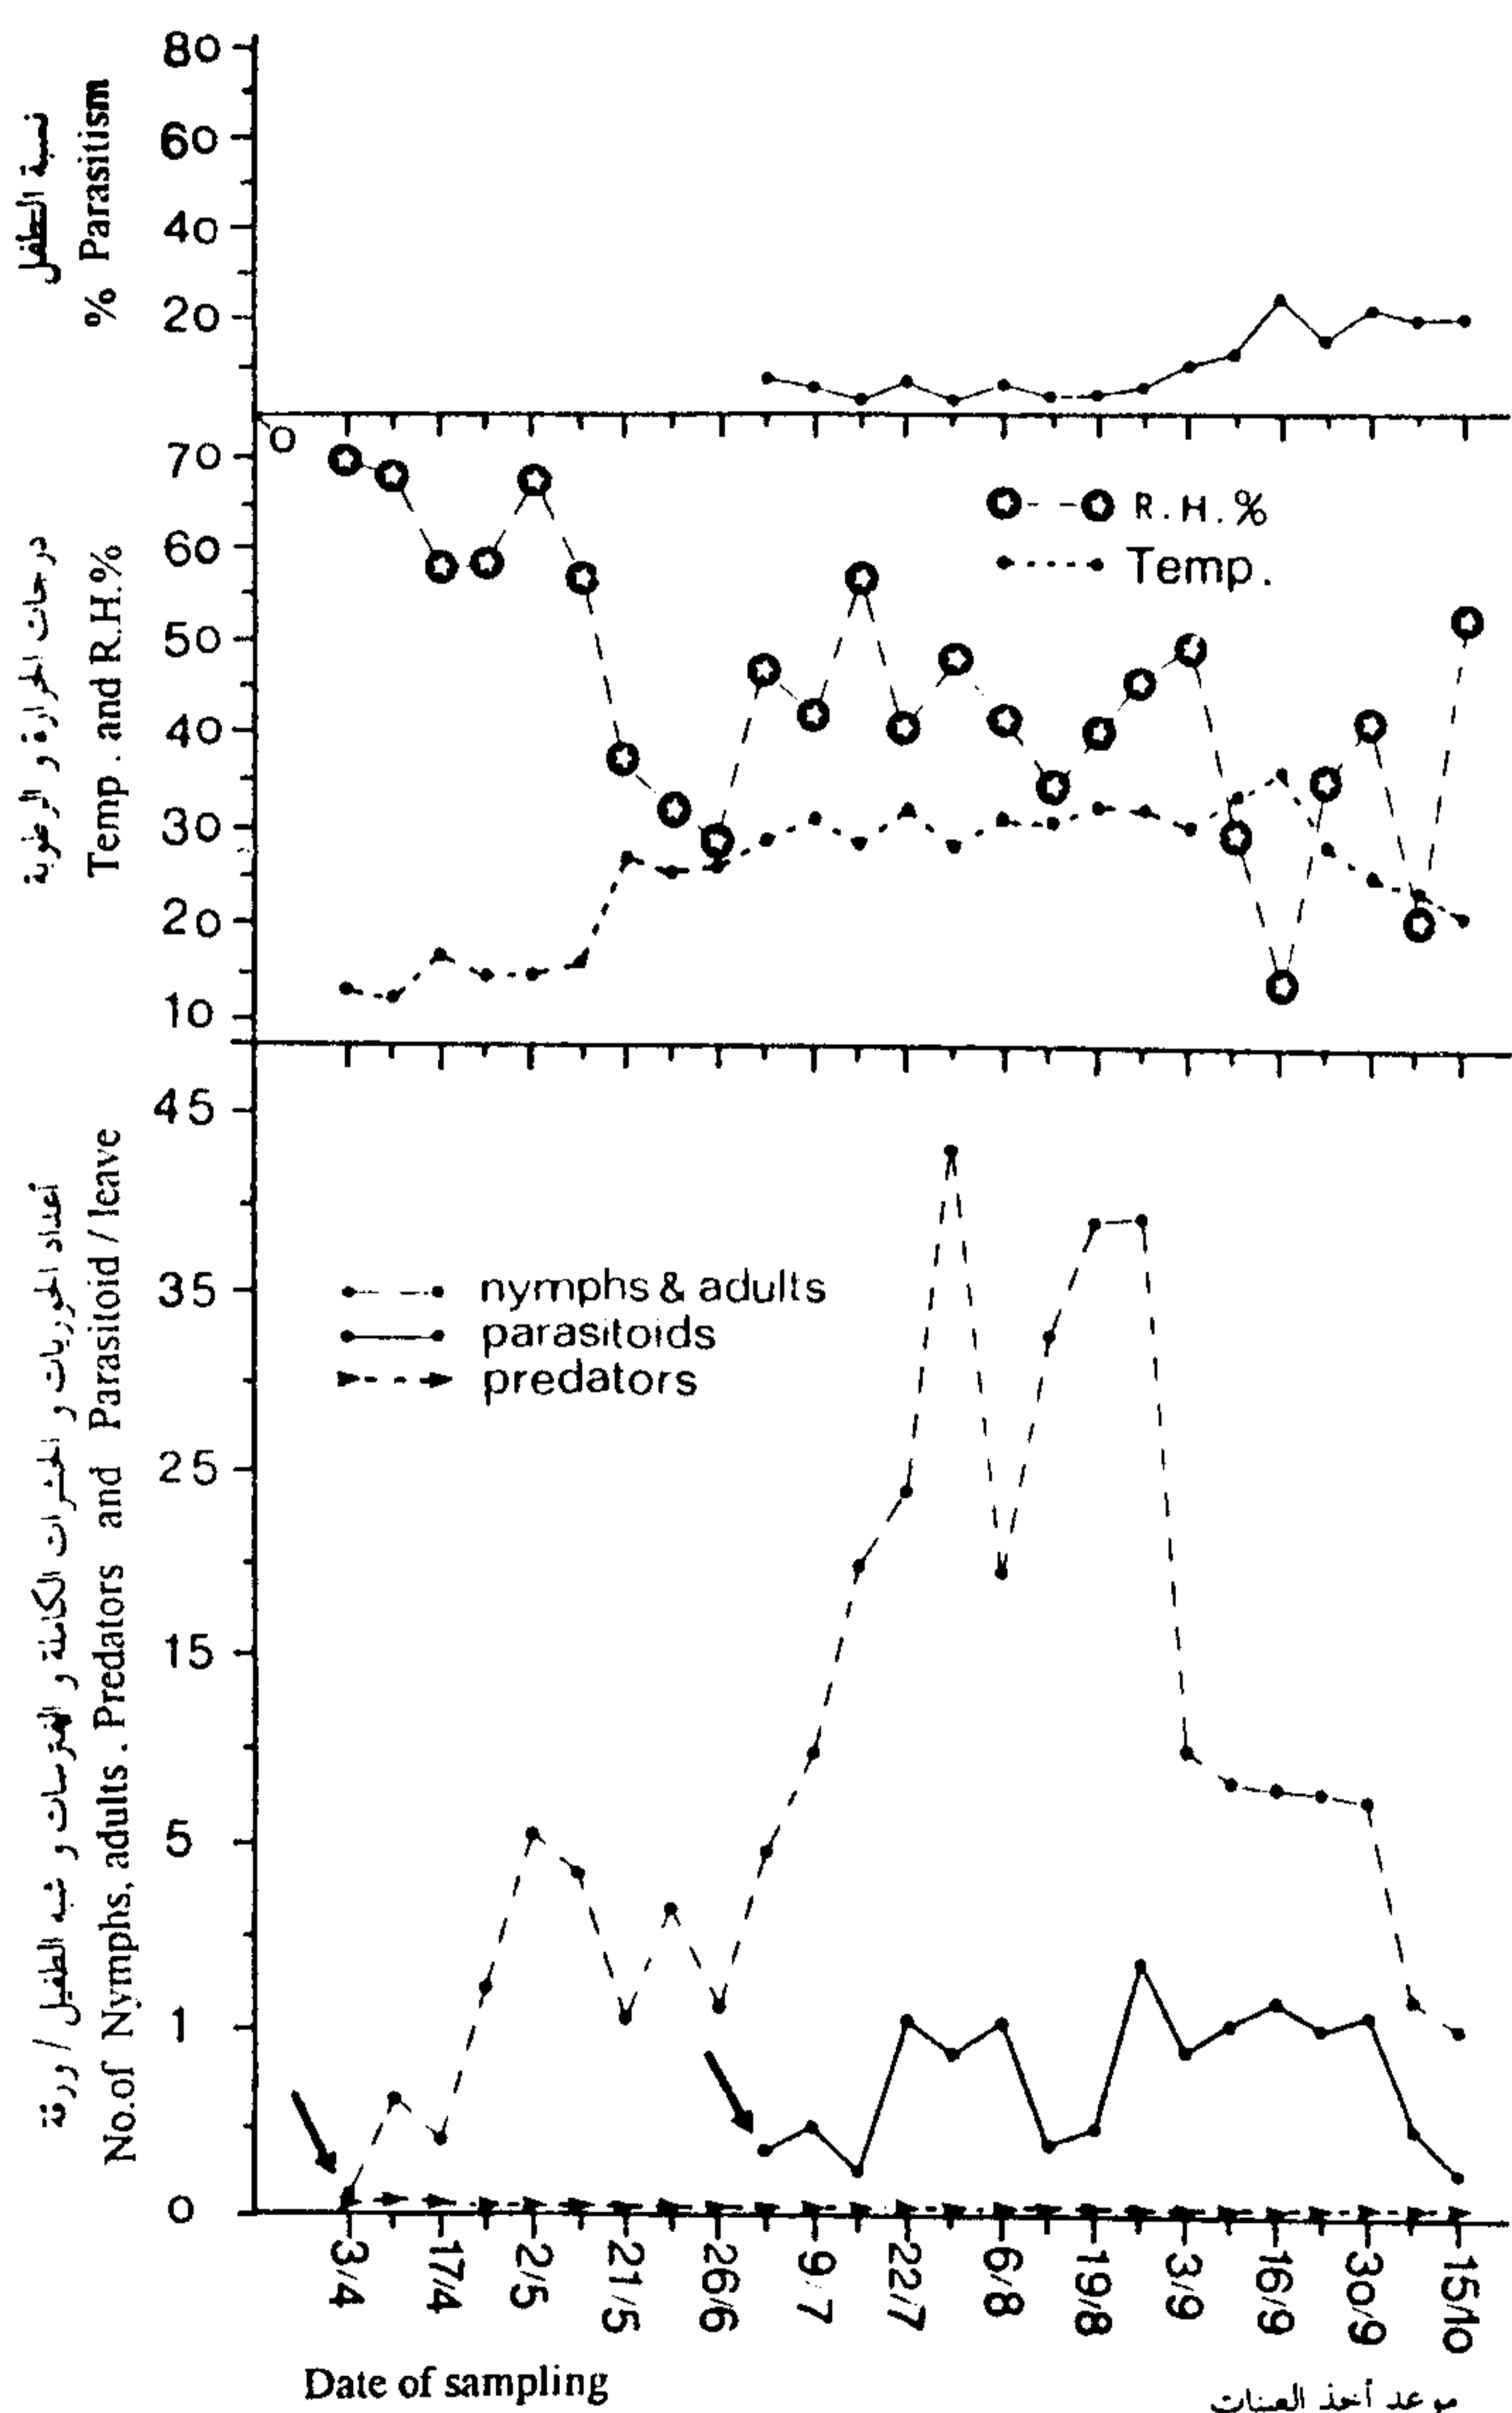 نسبة التطفل
% Parasitism
80
60
40
20
0
درجات الحرارة و الرطوبة
Temp. and R.H.%
70
60
50
40
30
20
10
R.H.%
Temp.
أعداد الحوريات و الحشرات الكاملة و المفترسات و شبه الطفيل / ورقة
No.of Nymphs, adults. Predators and Parasitoid / leave
45
35
25
15
5
1
0
nymphs & adults
parasitoids
predators
3/4 17/4 2/5 21/5 26/6 9/7 22/7 6/8 19/8 3/9 16/9 30/9 15/10
Date of sampling
موعد أخذ العينات